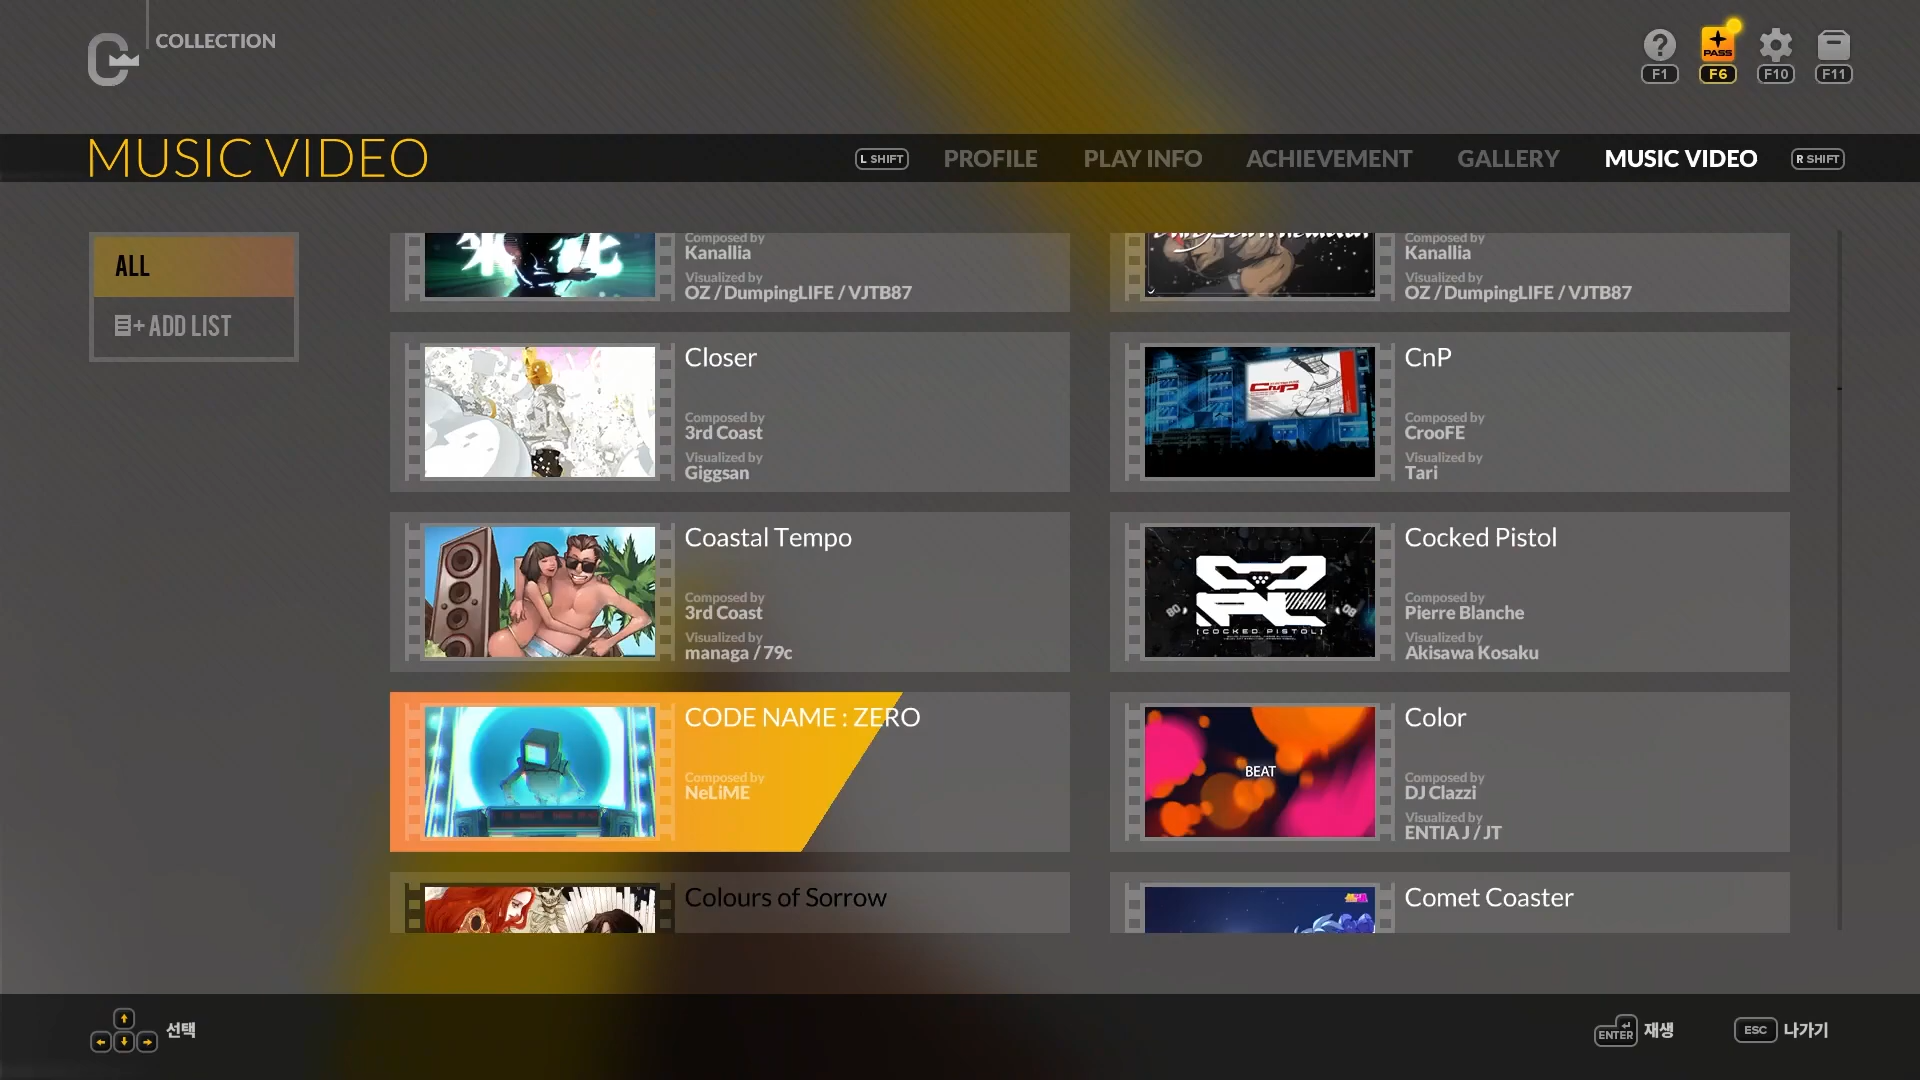 COLLECTION
PASS
F1
F6
F10
F11
MUSIC VIDEO
L SHIFT
PROFILE
PLAY INFO
ACHIEVEMENT
GALLERY
MUSIC VIDEO
R SHIFT
ALL
+ ADD LIST
Composed by
Kanallia
Visualized by
OZ / DumpingLIFE / VJTB87
Composed by
Kanallia
Visualized by
OZ / DumpingLIFE / VJTB87
Closer
Composed by
3rd Coast
Visualized by
Giggsan
CnP
CnP
Composed by
CrooFE
Visualized by
Tari
Coastal Tempo
Composed by
3rd Coast
Visualized by
managa / 79c
[COCKED PISTOL]
Cocked Pistol
Composed by
Pierre Blanche
Visualized by
Akisawa Kosaku
CODE NAME : ZERO
Composed by
NeLiME
BEAT
Color
Composed by
DJ Clazzi
Visualized by
ENTIA J / JT
Colours of Sorrow
Comet Coaster
선택
ENTER
재생
ESC
나가기